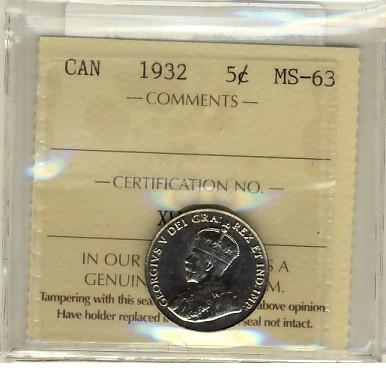 CAN 1932 5¢ MS-63
COMMENTS
CERTIFICATION NO.
GEORGIVS V DEI GRA: REX ET IND: IMP:
IN OUR A
GENUIN M.
Tampering with this sea above opinion
Have holder replaced seal not intact.